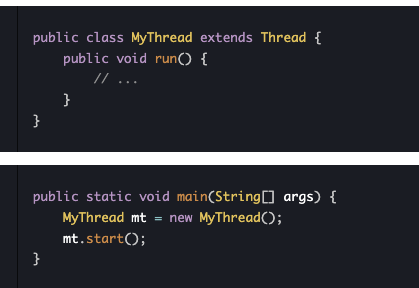 public class MyThread extends Thread {
    public void run() {
        // ...
    }
}
public static void main(String[] args) {
    MyThread mt = new MyThread();
    mt.start();
}